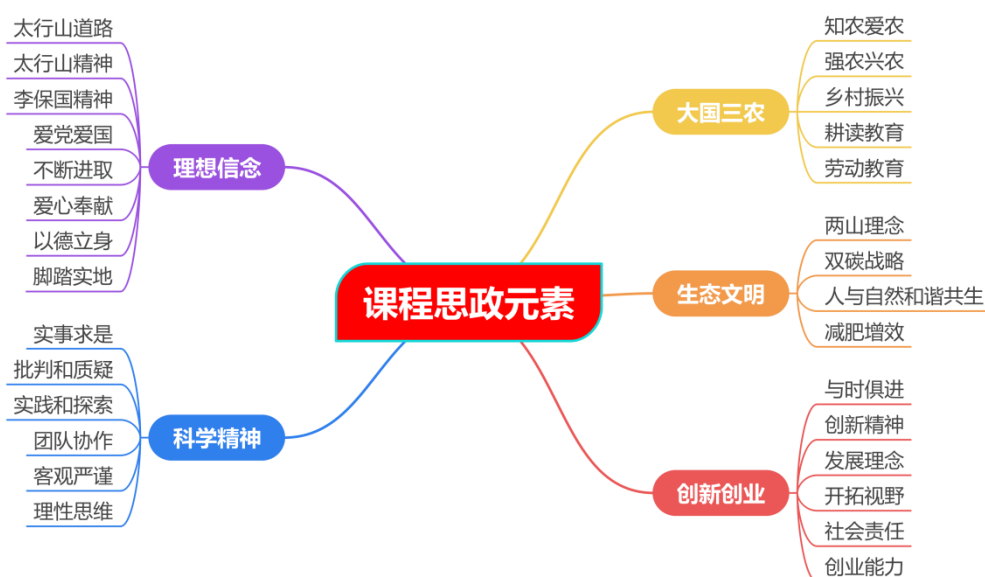 课程思政元素
理想信念
太行山道路
太行山精神
李保国精神
爱党爱国
不断进取
爱心奉献
以德立身
脚踏实地
科学精神
实事求是
批判和质疑
实践和探索
团队协作
客观严谨
理性思维
大国三农
知农爱农
强农兴农
乡村振兴
耕读教育
劳动教育
生态文明
两山理念
双碳战略
人与自然和谐共生
减肥增效
创新创业
与时俱进
创新精神
发展理念
开拓视野
社会责任
创业能力